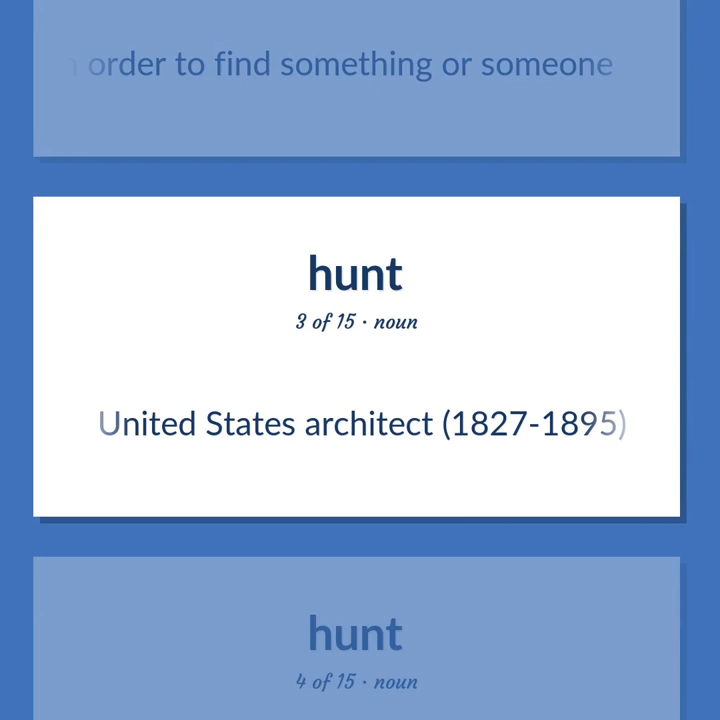 order to find something or someone
hunt
3 of 15 · noun
United States architect (1827-1895)
hunt
4 of 15 · noun